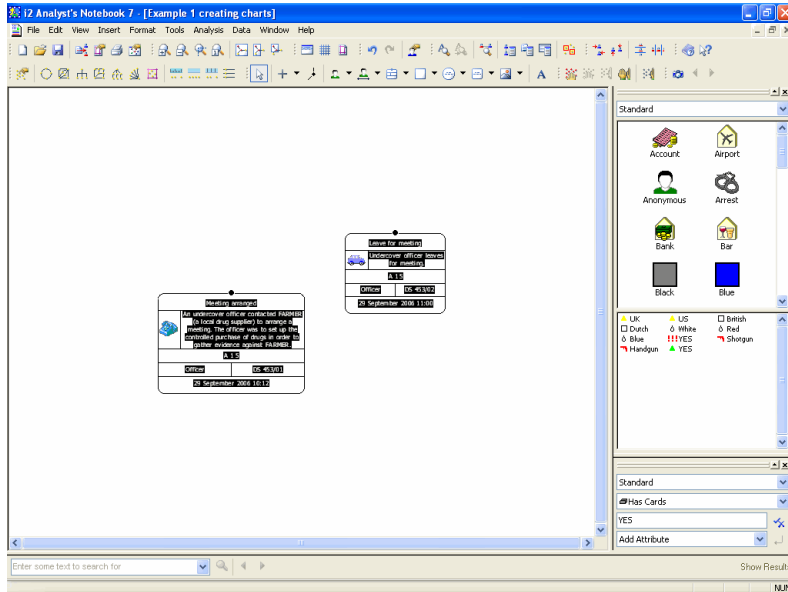 i2 Analyst's Notebook 7 - [Example 1 creating charts]
File Edit View Insert Format Tools Analysis Data Window Help
Standard
Account Airport
Anonymous Arrest
Bank Bar
Black Blue
Leave for meeting
Undercover officer leaves
for meeting.
A 1 5
Officer DS 453/02
29 September 2006 11:00
Meeting arranged
An undercover officer contacted FARMER
(a local drug supplier) to arrange a
meeting. The officer was to set up the
controlled purchase of drugs in order to
gather evidence against FARMER.
A 1 5
Officer DS 453/01
29 September 2006 10:12
UK US British
Dutch White Red
Blue !!!YES Shotgun
Handgun YES
Standard
Has Cards
YES
Add Attribute
Enter some text to search for
Show Result
NUM